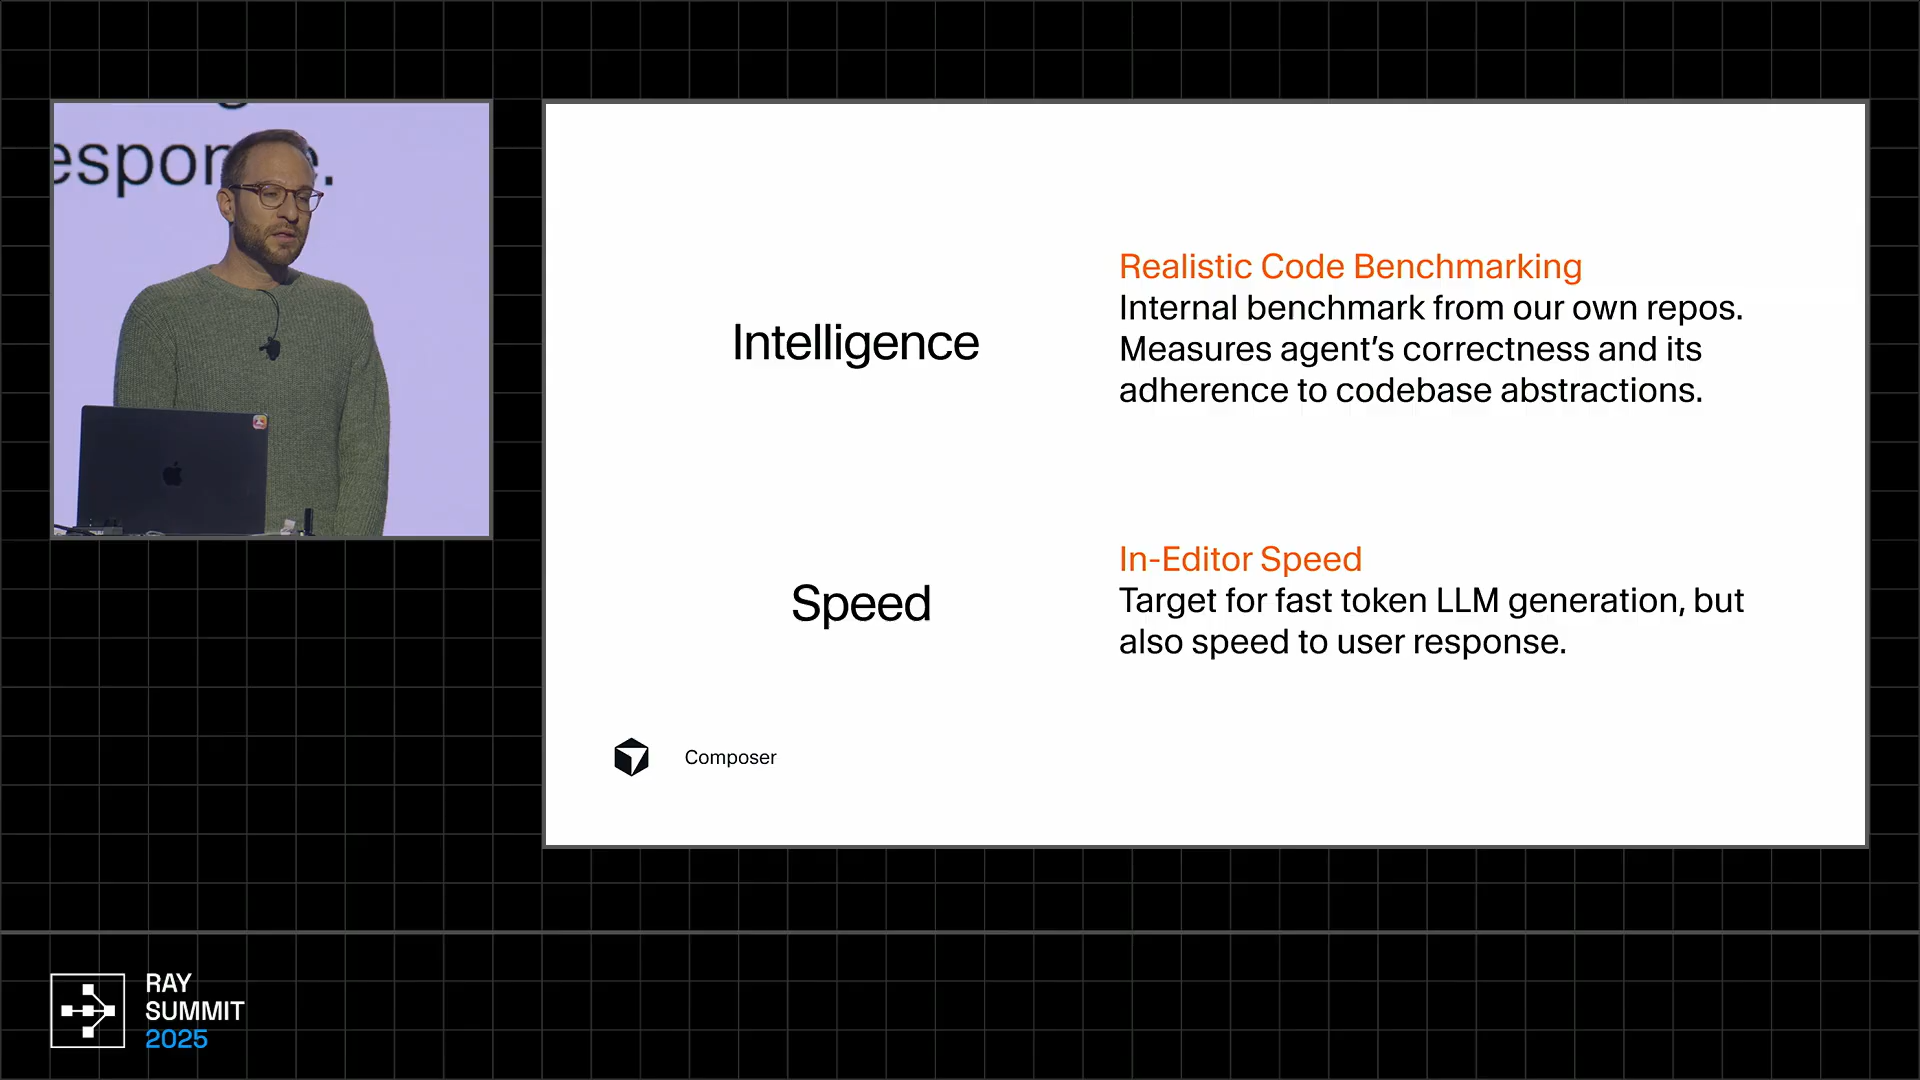 esponse.
Intelligence
Realistic Code Benchmarking
Internal benchmark from our own repos.
Measures agent’s correctness and its
adherence to codebase abstractions.
Speed
In-Editor Speed
Target for fast token LLM generation, but
also speed to user response.
Composer
RAY
SUMMIT
2025